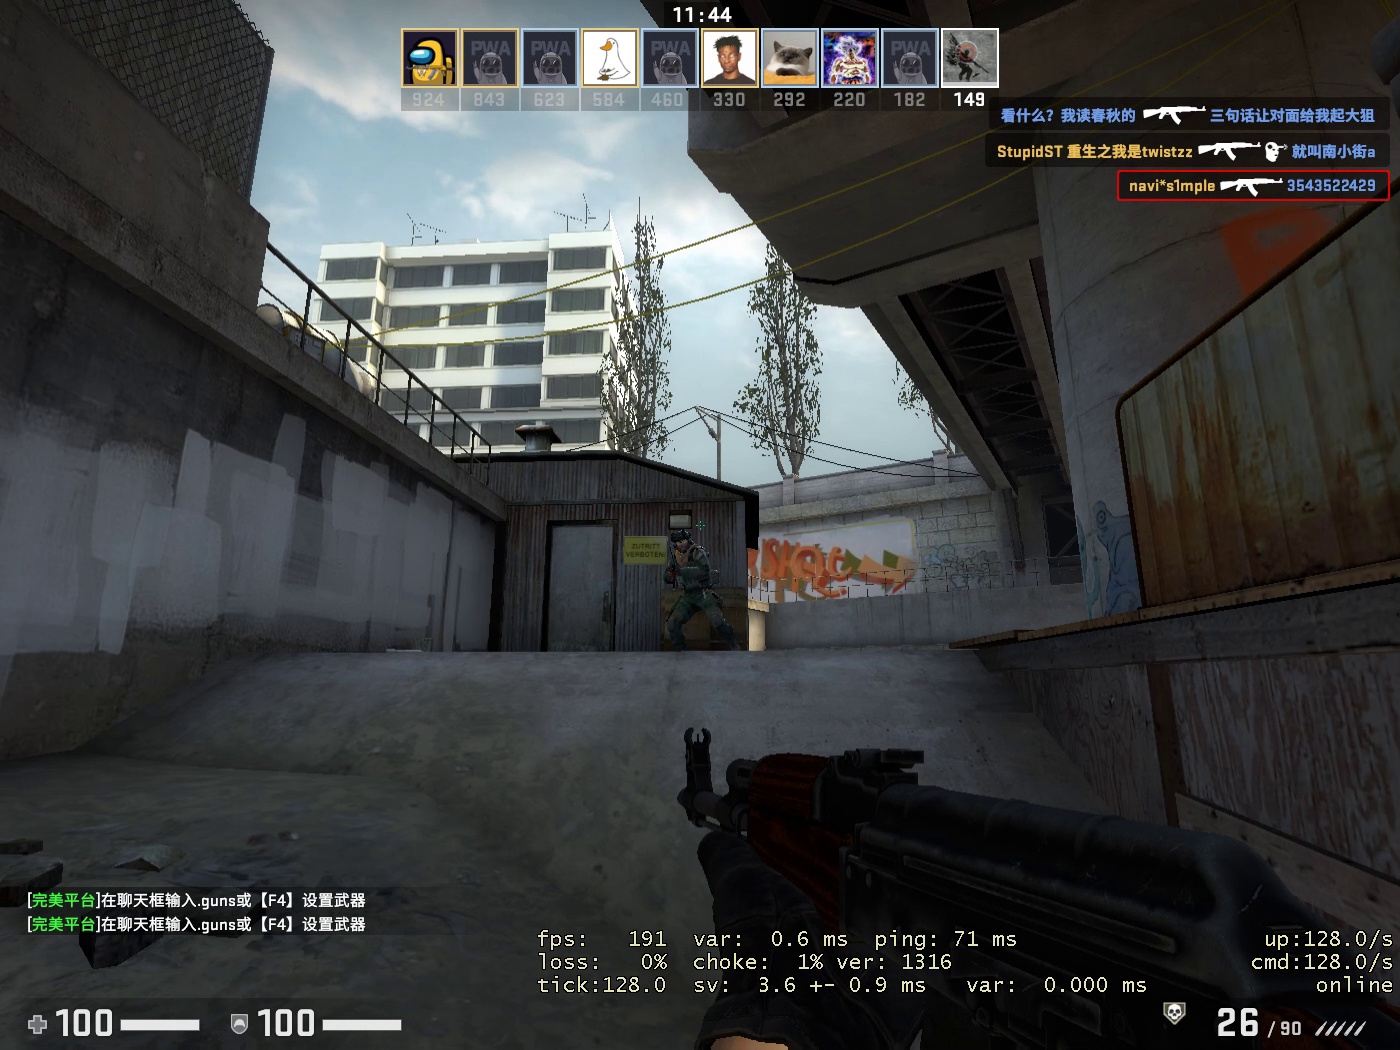 11:44
PWA PWA PWA PWA
924 843 623 584 460 330 292 220 182 149
看什么？我读春秋的 三句话让对面给我起大狙
StupidST 重生之我是twistzz 就叫南小街a
navi*s1mple 3543522429
ZUTRITT
VERBOTEN!
[完美平台]在聊天框输入.guns或【F4】设置武器
[完美平台]在聊天框输入.guns或【F4】设置武器
fps: 191 var: 0.6 ms ping: 71 ms up:128.0/s
loss: 0% choke: 1% ver: 1316 cmd:128.0/s
tick:128.0 sv: 3.6 +- 0.9 ms var: 0.000 ms online
100 100 26 / 90